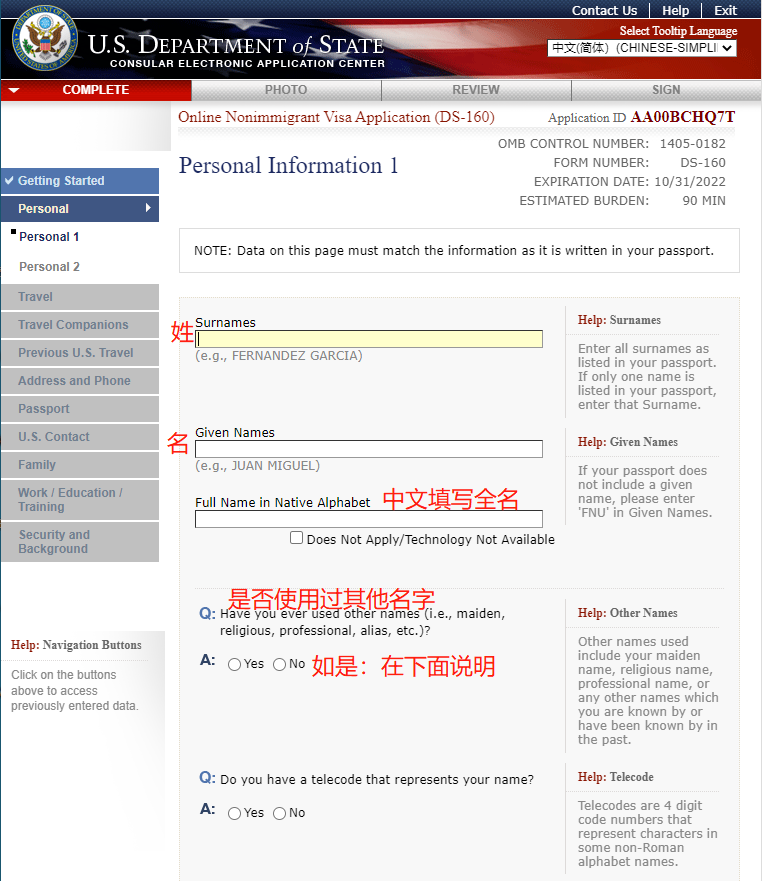 Contact Us | Help | Exit
Select Tooltip Language
中文(简体) (CHINESE-SIMPLI
U.S. DEPARTMENT of STATE
CONSULAR ELECTRONIC APPLICATION CENTER
COMPLETE
PHOTO
REVIEW
SIGN
Online Nonimmigrant Visa Application (DS-160)
Application ID AA00BCHQ7T
OMB CONTROL NUMBER: 1405-0182
FORM NUMBER: DS-160
EXPIRATION DATE: 10/31/2022
ESTIMATED BURDEN: 90 MIN
Personal Information 1
Getting Started
Personal
Personal 1
Personal 2
Travel
Travel Companions
Previous U.S. Travel
Address and Phone
Passport
U.S. Contact
Family
Work / Education /
Training
Security and
Background
Help: Navigation Buttons
Click on the buttons
above to access
previously entered data.
NOTE: Data on this page must match the information as it is written in your passport.
姓
Surnames
(e.g., FERNANDEZ GARCIA)
Help: Surnames
Enter all surnames as
listed in your passport.
If only one name is
listed in your passport,
enter that Surname.
名
Given Names
(e.g., JUAN MIGUEL)
Help: Given Names
If your passport does
not include a given
name, please enter
'FNU' in Given Names.
Full Name in Native Alphabet
中文填写全名
Does Not Apply/Technology Not Available
是否使用过其他名字
Q: Have you ever used other names (i.e., maiden,
religious, professional, alias, etc.)?
A: Yes No
如是：在下面说明
Help: Other Names
Other names used
include your maiden
name, religious name,
professional name, or
any other names which
you are known by or
have been known by in
the past.
Q: Do you have a telecode that represents your name?
A: Yes No
Help: Telecode
Telecodes are 4 digit
code numbers that
represent characters in
some non-Roman
alphabet names.